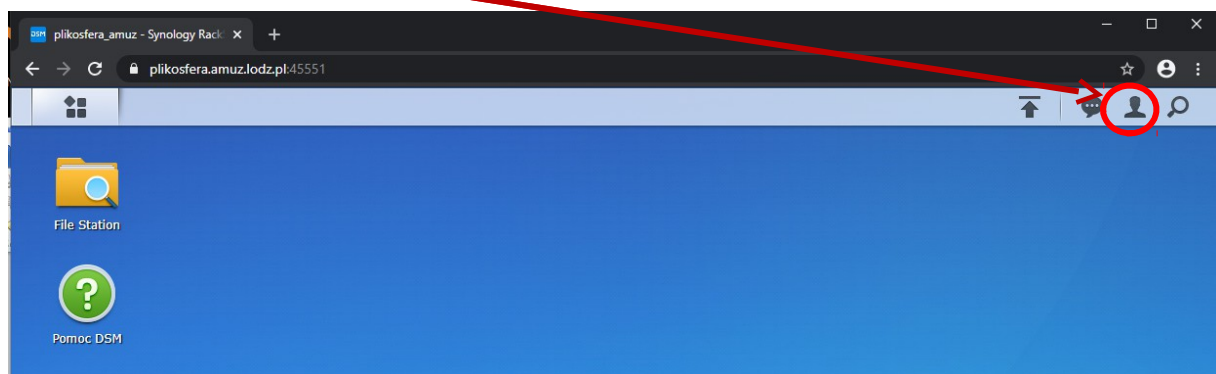 DSM plikosfera_amuz - Synology Rack
plikosfera.amuz.lodz.pl:45551
File Station
Pomoc DSM